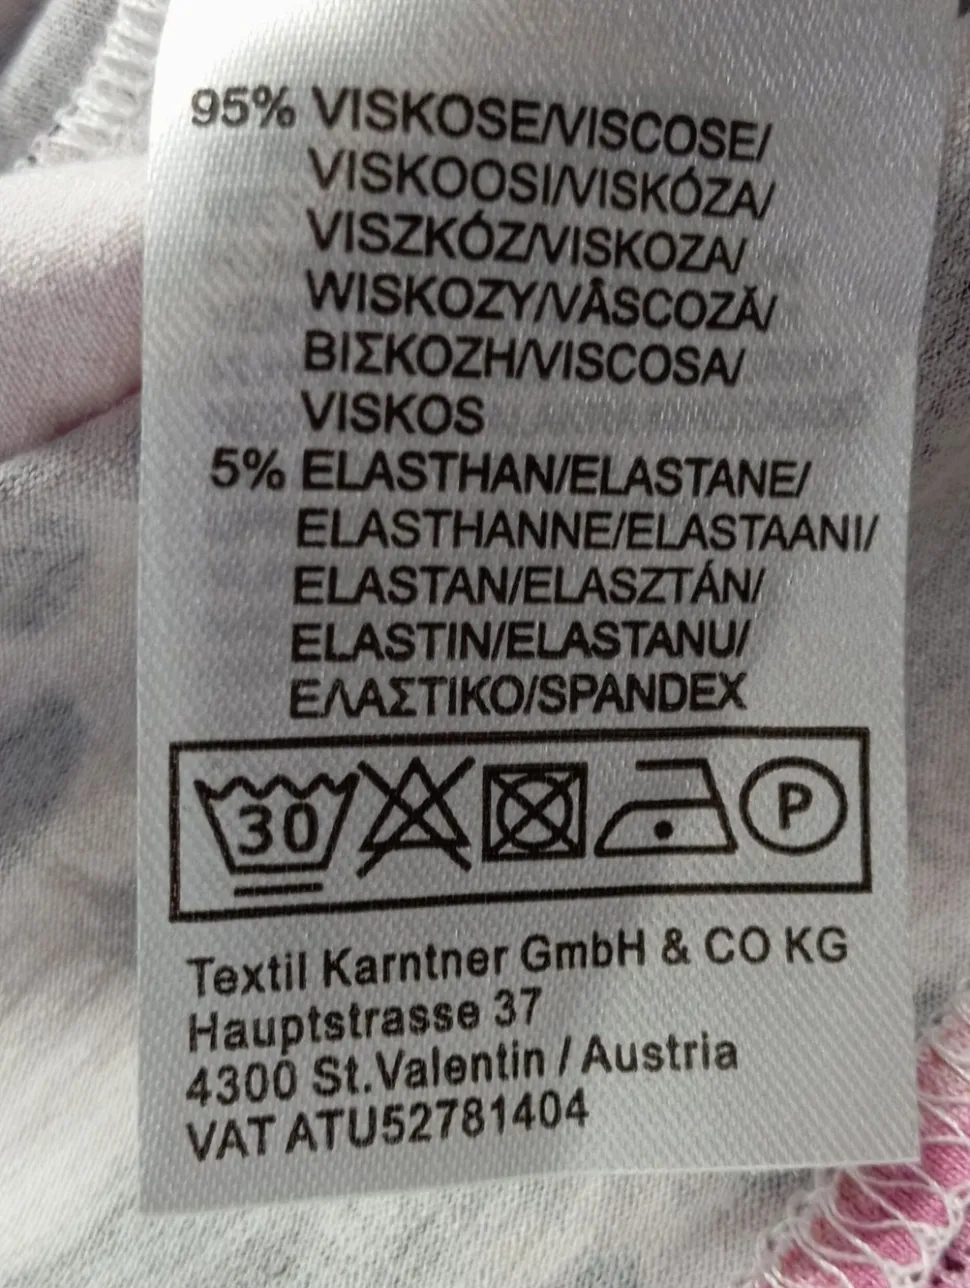 95% VISKOSE/VISCOSE/
VISKOOSI/VISKÓZA/
VISZKÓZ/VISKOZA/
WISKOZY/VÂSCOZĂ/
ΒΙΣΚΟΖΗ/VISCOSA/
VISKOS
5% ELASTHAN/ELASTANE/
ELASTHANNE/ELASTAANI/
ELASTAN/ELASZTÁN/
ELASTIN/ELASTANU/
ΕΛΑΣΤΙΚΟ/SPANDEX
30 P
Textil Karntner GmbH & CO KG
Hauptstrasse 37
4300 St.Valentin / Austria
VAT ATU52781404